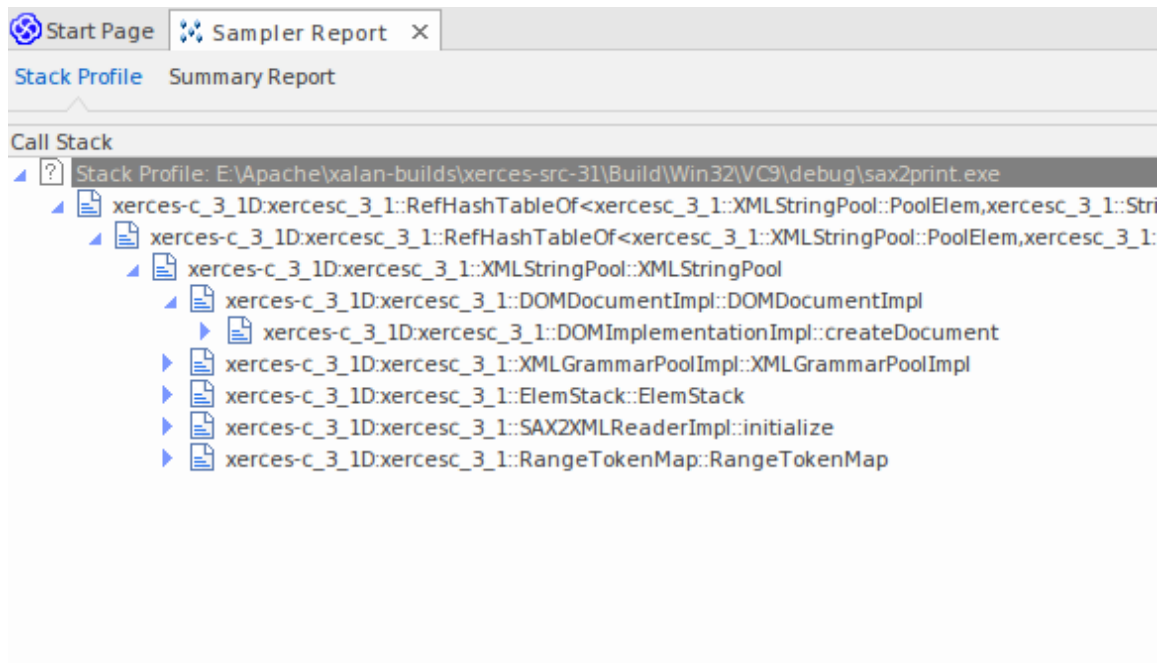 Start Page Sampler Report ×
Stack Profile Summary Report
Call Stack
? Stack Profile: E:\Apache\xalan-builds\xerces-src-31\Build\Win32\VC9\debug\sax2print.exe
xerces-c_3_1D:xercesc_3_1::RefHashTableOf<xercesc_3_1::XMLStringPool::PoolElem,xercesc_3_1::Stri
xerces-c_3_1D:xercesc_3_1::RefHashTableOf<xercesc_3_1::XMLStringPool::PoolElem,xercesc_3_1:
xerces-c_3_1D:xercesc_3_1::XMLStringPool::XMLStringPool
xerces-c_3_1D:xercesc_3_1::DOMDocumentImpl::DOMDocumentImpl
xerces-c_3_1D:xercesc_3_1::DOMImplementationImpl::createDocument
xerces-c_3_1D:xercesc_3_1::XMLGrammarPoolImpl::XMLGrammarPoolImpl
xerces-c_3_1D:xercesc_3_1::ElemStack::ElemStack
xerces-c_3_1D:xercesc_3_1::SAX2XMLReaderImpl::initialize
xerces-c_3_1D:xercesc_3_1::RangeTokenMap::RangeTokenMap